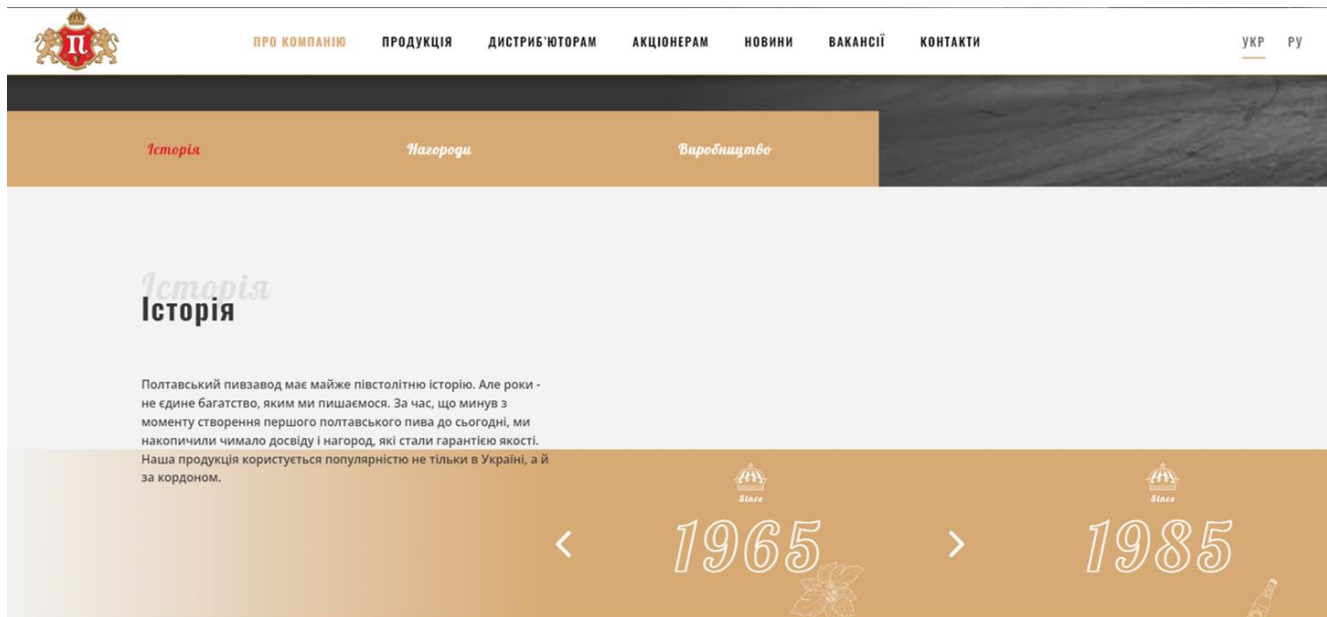 П
ПРО КОМПАНІЮ ПРОДУКЦІЯ ДИСТРИБ'ЮТОРАМ АКЦІОНЕРАМ НОВИНИ ВАКАНСІЇ КОНТАКТИ УКР РУ
Історія Нагороди Виробництво
Історія
Історія
Полтавський пивзавод має майже півстолітню історію. Але роки -
не єдине багатство, яким ми пишаємося. За час, що минув з
моменту створення першого полтавського пива до сьогодні, ми
накопичили чимало досвіду і нагород, які стали гарантією якості.
Наша продукція користується популярністю не тільки в Україні, а й
за кордоном.
Since Since
1965 1985